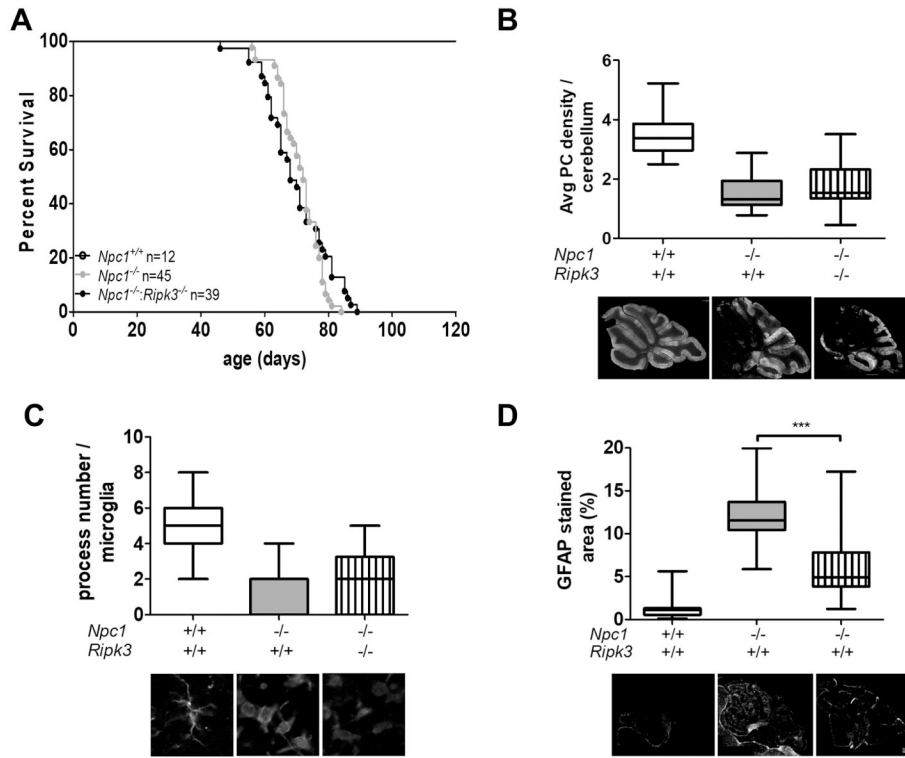 A
Percent Survival
100
80
60
40
20
0
Npc1+/+ n=12
Npc1-/- n=45
Npc1-/-:Ripk3-/- n=39
0 20 40 60 80 100 120
age (days)
B
Avg PC density /
cerebellum
6
4
2
0
Npc1 +/+ -/- -/-
Ripk3 +/+ +/+ -/-
C
process number /
microglia
10
8
6
4
2
0
Npc1 +/+ -/- -/-
Ripk3 +/+ +/+ -/-
D
GFAP stained
area (%)
20
15
10
5
0
***
Npc1 +/+ -/- -/-
Ripk3 +/+ +/+ +/+